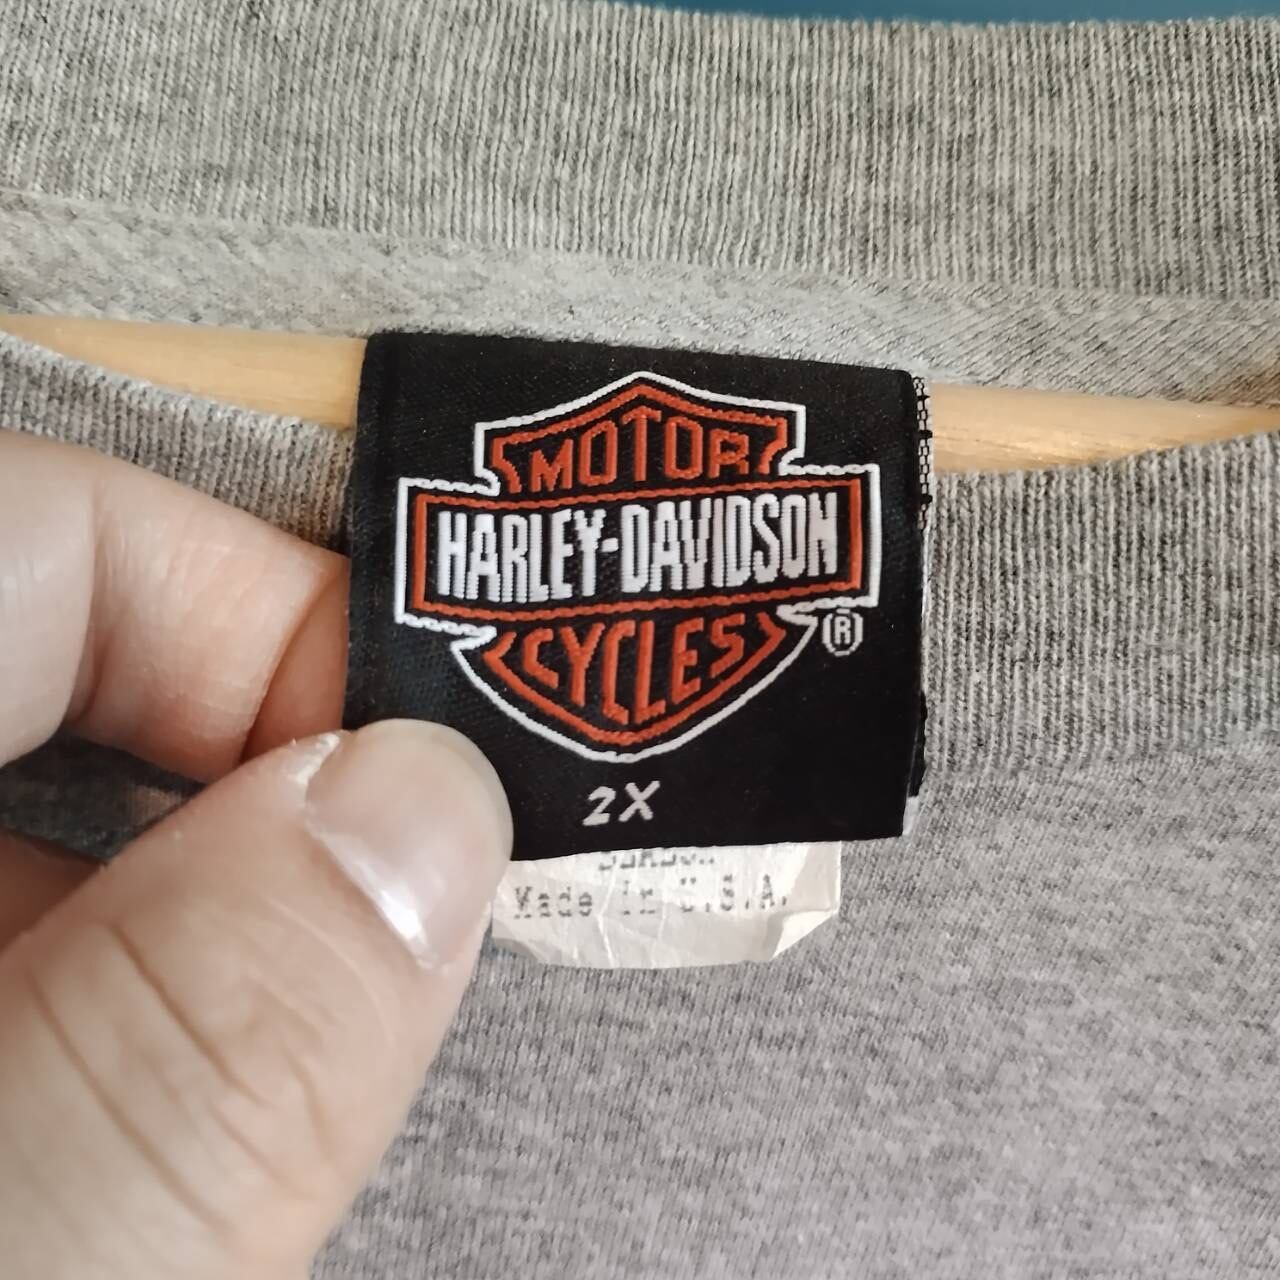 MOTOR
HARLEY-DAVIDSON
CYCLES
®
2X
Made in U.S.A.